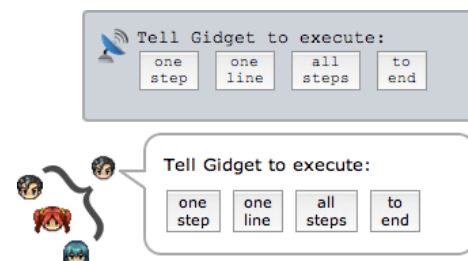 Tell Gidget to execute:
one step
one line
all steps
to end
Tell Gidget to execute:
one step
one line
all steps
to end